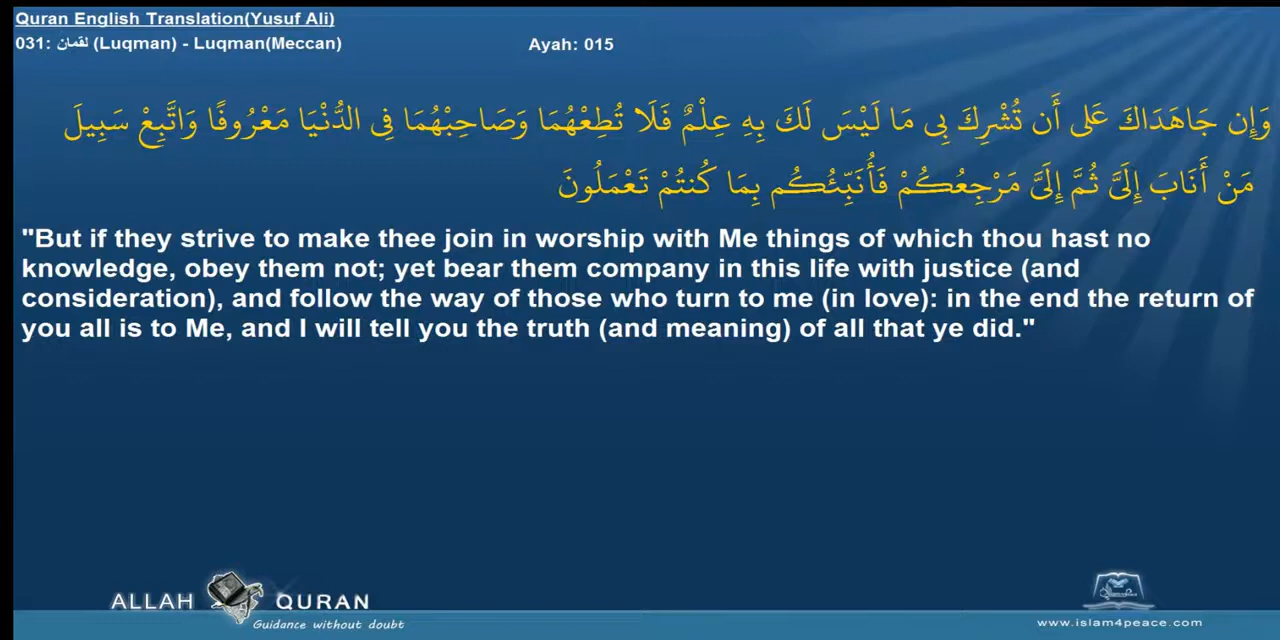 Quran English Translation(Yusuf Ali)
031: لقمان (Luqman) - Luqman(Meccan)
Ayah: 015
وَإِن جَاهَدَاكَ عَلَى أَن تُشْرِكَ بِي مَا لَيْسَ لَكَ بِهِ عِلْمٌ فَلَا تُطِعْهُمَا وَصَاحِبْهُمَا فِي الدُّنْيَا مَعْرُوفًا وَاتَّبِعْ سَبِيلَ
مَنْ أَنَابَ إِلَيَّ ثُمَّ إِلَيَّ مَرْجِعُكُمْ فَأُنَبِّئُكُم بِمَا كُنتُمْ تَعْمَلُونَ
"But if they strive to make thee join in worship with Me things of which thou hast no
knowledge, obey them not; yet bear them company in this life with justice (and
consideration), and follow the way of those who turn to me (in love): in the end the return of
you all is to Me, and I will tell you the truth (and meaning) of all that ye did."
ALLAH QURAN
Guidance without doubt
www.islam4peace.com